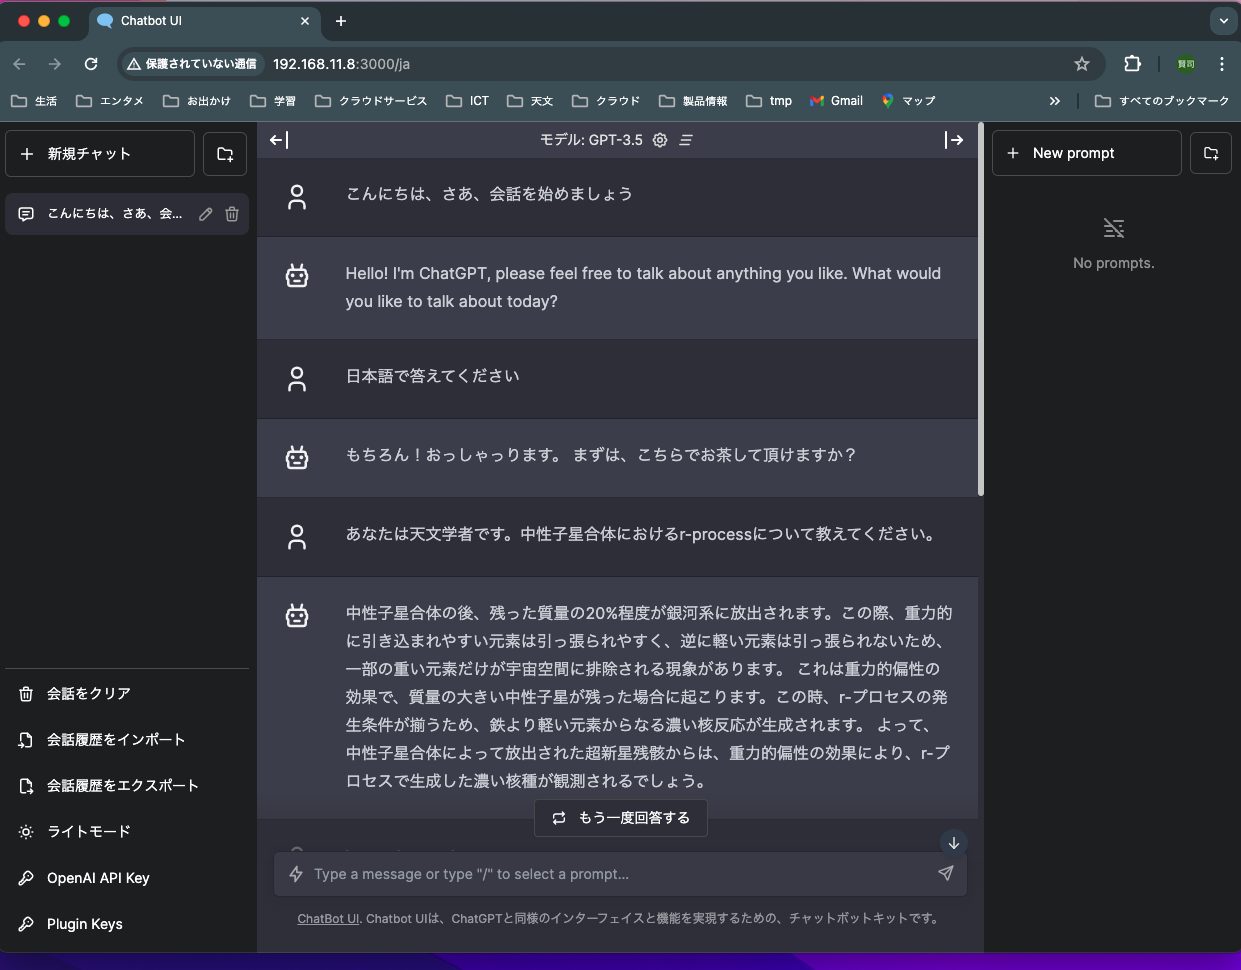 Chatbot UI
保護されていない通信
192.168.11.8:3000/ja
賢司
生活
エンタメ
お出かけ
学習
クラウドサービス
ICT
天文
クラウド
製品情報
tmp
Gmail
マップ
すべてのブックマーク
新規チャット
こんにちは、さあ、会...
会話をクリア
会話履歴をインポート
会話履歴をエクスポート
ライトモード
OpenAI API Key
Plugin Keys
モデル: GPT-3.5
こんにちは、さあ、会話を始めましょう
Hello! I'm ChatGPT, please feel free to talk about anything you like. What would
you like to talk about today?
日本語で答えてください
もちろん！おっしゃっります。 まずは、こちらでお茶して頂けますか？
あなたは天文学者です。中性子星合体におけるr-processについて教えてください。
中性子星合体の後、残った質量の20%程度が銀河系に放出されます。この際、重力的
に引き込まれやすい元素は引っ張られやすく、逆に軽い元素は引っ張られないため、
一部の重い元素だけが宇宙空間に排除される現象があります。 これは重力的偏性の
効果で、質量の大きい中性子星が残った場合に起こります。この時、r-プロセスの発
生条件が揃うため、鉄より軽い元素からなる濃い核反応が生成されます。 よって、
中性子星合体によって放出された超新星残骸からは、重力的偏性の効果により、r-プ
ロセスで生成した濃い核種が観測されるでしょう。
もう一度回答する
Type a message or type "/" to select a prompt...
ChatBot UI. Chatbot UIは、ChatGPTと同様のインターフェイスと機能を実現するための、チャットボットキットです。
New prompt
No prompts.